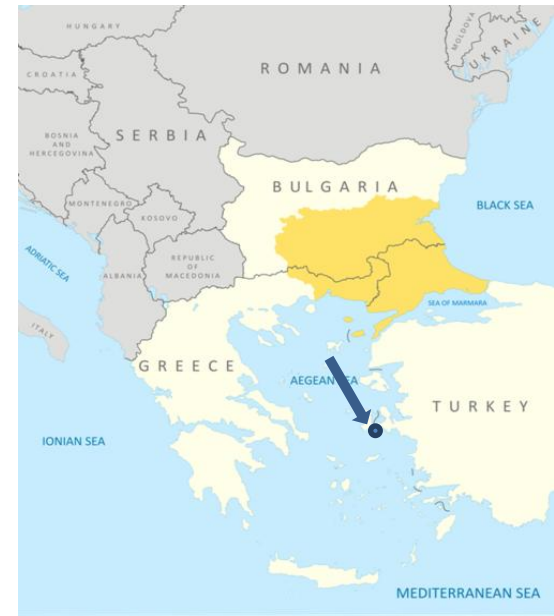 HUNGARY
MOLDOVA
UKRAINE
CROATIA
ROMANIA
BOSNIA
AND
HERCEGOVINA
SERBIA
BULGARIA
MONTENEGRO
KOSOVO
BLACK SEA
ADRIATIC SEA
ALBANIA
REPUBLIC
OF
MACEDONIA
ITALY
SEA OF MARMARA
GREECE
AEGEAN SEA
TURKEY
IONIAN SEA
MEDITERRANEAN SEA